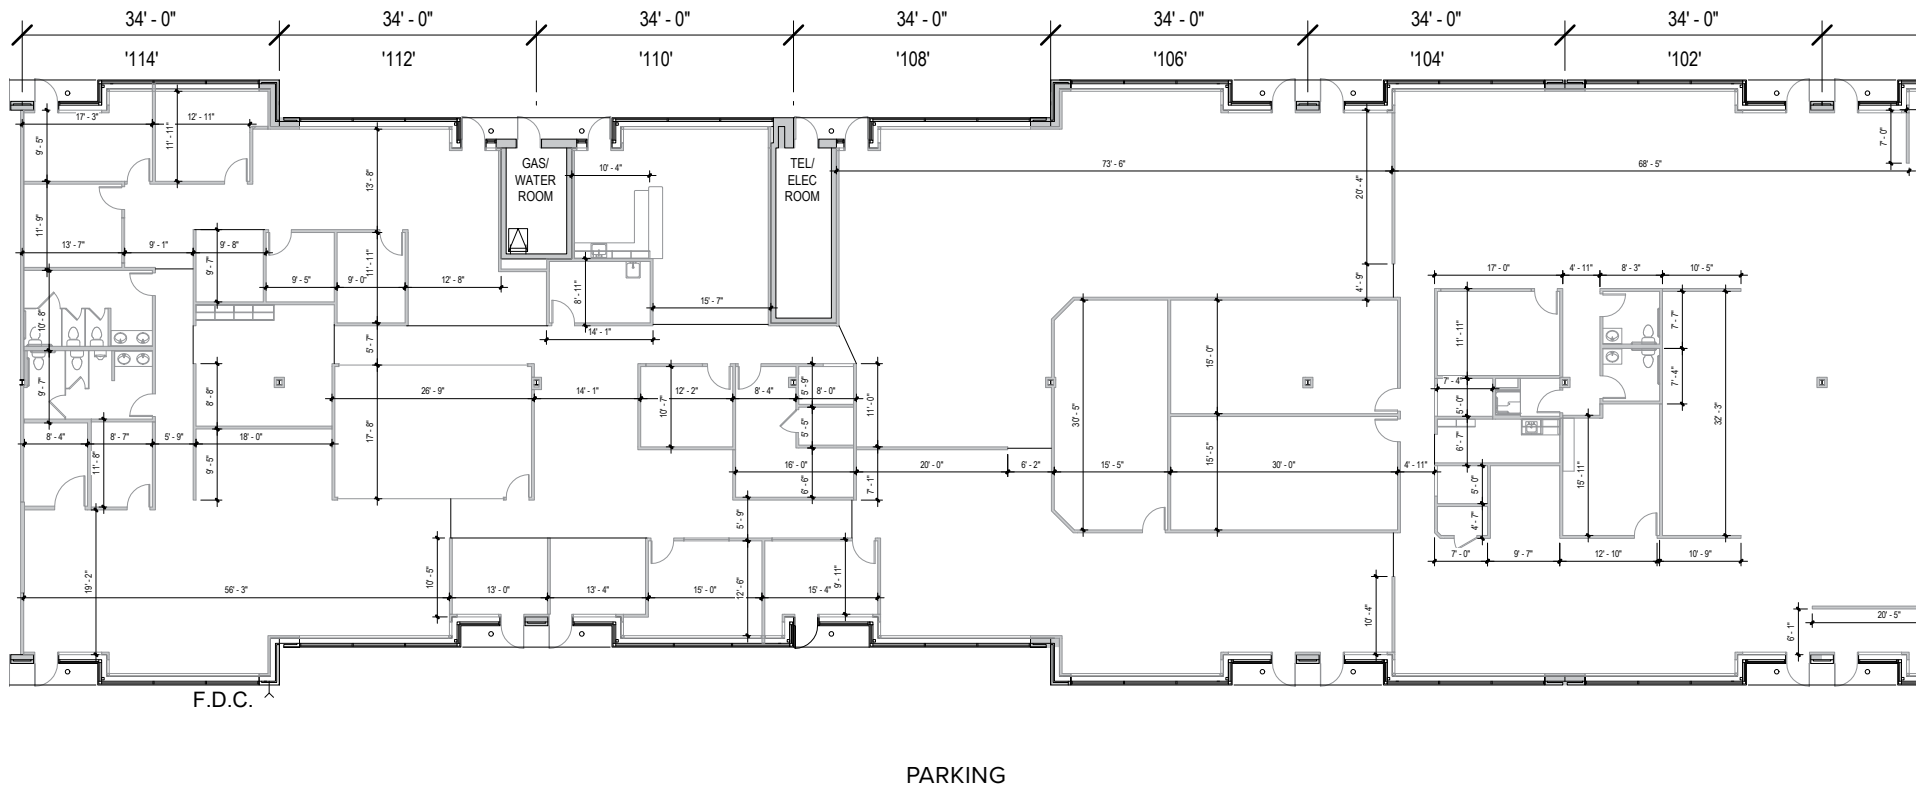 34' - 0" 34' - 0" 34' - 0" 34' - 0" 34' - 0" 34' - 0" 34' - 0"
'114' '112' '110' '108' '106' '104' '102'
17' - 3" 12' - 11"
9' - 5"
11' - 11"
7' - 0"
13' - 8"
GAS/
WATER
ROOM
10' - 4"
TEL/
ELEC
ROOM
73' - 6"
68' - 5"
20' - 4"
11' - 9"
13' - 7" 9' - 1" 9' - 8"
9' - 7"
11' - 11"
9' - 5" 9' - 0" 12' - 8"
8' - 11"
15' - 7"
14' - 1"
4' - 9"
17' - 0" 4' - 11" 8' - 3" 10' - 5"
10' - 8"
5' - 7"
15' - 0"
11' - 11"
7' - 7"
9' - 7"
8' - 8"
26' - 9" 14' - 1" 12' - 2" 8' - 4" 8' - 0"
5' - 9"
10' - 7"
11' - 0"
5' - 5"
7' - 4"
5' - 0"
7' - 4"
30' - 5"
32' - 3"
8' - 4" 8' - 7" 5' - 9" 18' - 0"
17' - 8"
11' - 8"
9' - 5"
15' - 5"
6' - 7"
15' - 11"
16' - 0" 20' - 0" 6' - 2" 15' - 5" 30' - 0" 4' - 11"
6' - 6"
7' - 1"
5' - 0"
4' - 7"
5' - 9"
7' - 0" 9' - 7" 12' - 10" 10' - 9"
19' - 2"
10' - 5"
12' - 6"
9' - 11"
56' - 3" 13' - 0" 13' - 4" 15' - 0" 15' - 4"
10' - 4"
6' - 1"
20' - 5"
F.D.C.
PARKING